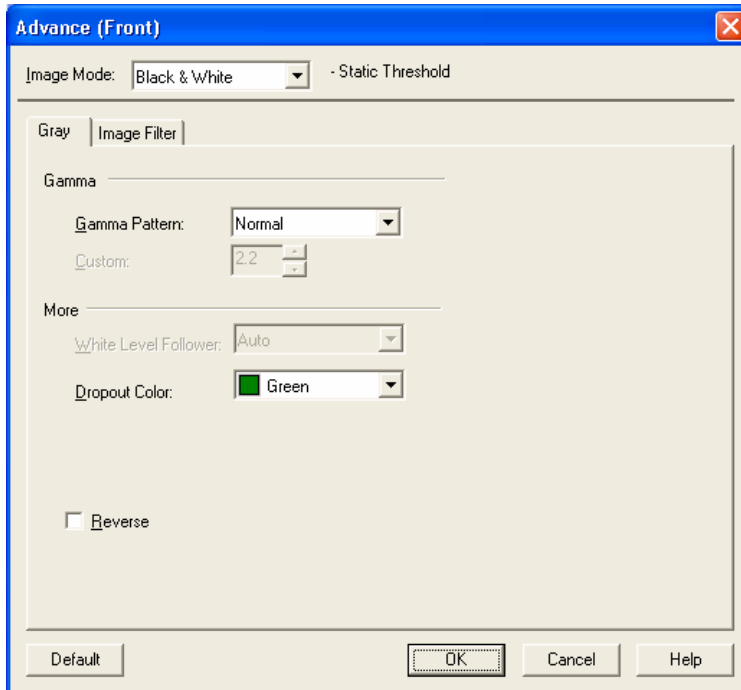 Advance (Front)
Image Mode: Black & White - Static Threshold
Gray Image Filter
Gamma
Gamma Pattern: Normal
Custom: 2.2
More
White Level Follower: Auto
Dropout Color: Green
Reverse
Default OK Cancel Help